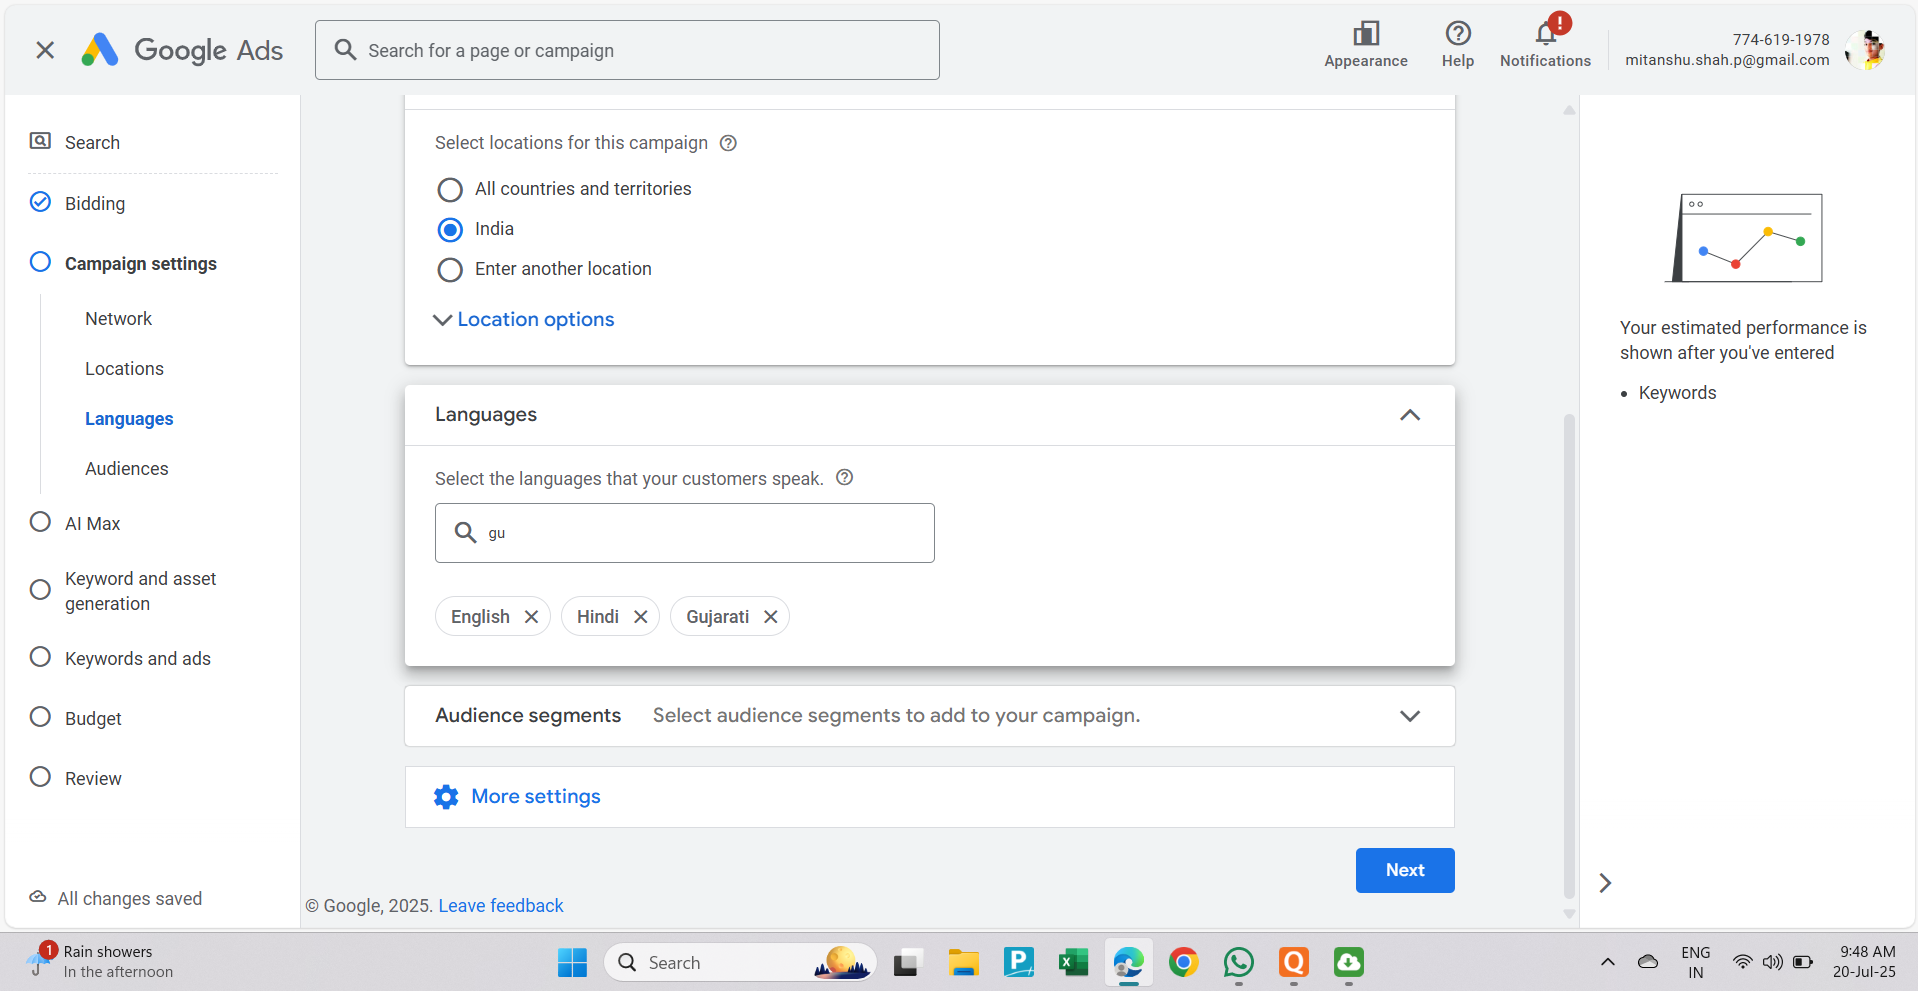 Google Ads
Search for a page or campaign
Appearance
Help
!
Notifications
774-619-1978
mitanshu.shah.p@gmail.com
Search
Bidding
Campaign settings
Network
Locations
Languages
Audiences
AI Max
Keyword and asset
generation
Keywords and ads
Budget
Review
All changes saved
Select locations for this campaign
All countries and territories
India
Enter another location
Location options
Languages
Select the languages that your customers speak.
gu
English
Hindi
Gujarati
Audience segments Select audience segments to add to your campaign.
More settings
Next
© Google, 2025. Leave feedback
Your estimated performance is
shown after you've entered
• Keywords
1
Rain showers
In the afternoon
Search
ENG
IN
9:48 AM
20-Jul-25